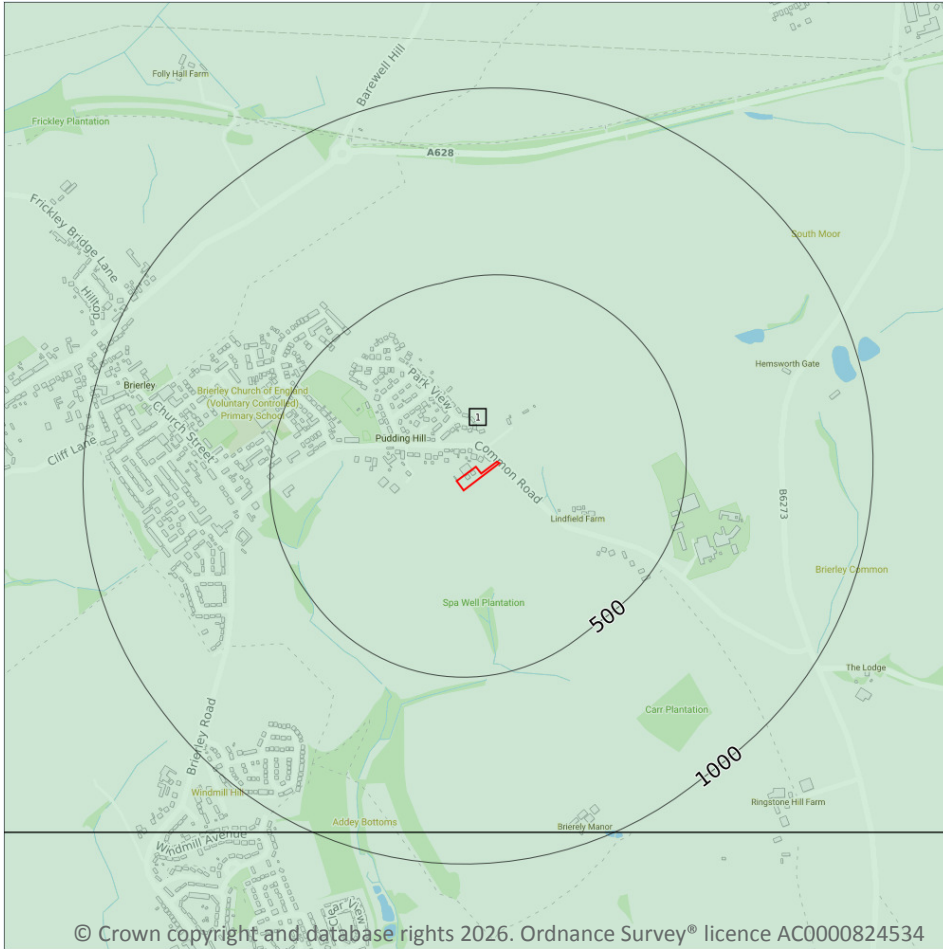 Folly Hall Farm
Barewell Hill
Frickley Plantation
A628
Frickley Bridge Lane
South Moor
Hilltop
Hemsworth Gate
Park View
Brierley
Brierley Church of England
(Voluntary Controlled)
Primary School
Church Street
1
Pudding Hill
Common Road
Cliff Lane
Lindfield Farm
B6273
Brierley Common
Spa Well Plantation
500
The Lodge
Carr Plantation
Brierley Road
1000
Windmill Hill
Ringstone Hill Farm
Addey Bottoms
Brierely Manor
Windmill Avenue
Clear View
© Crown copyright and database rights 2026. Ordnance Survey® licence AC0000824534